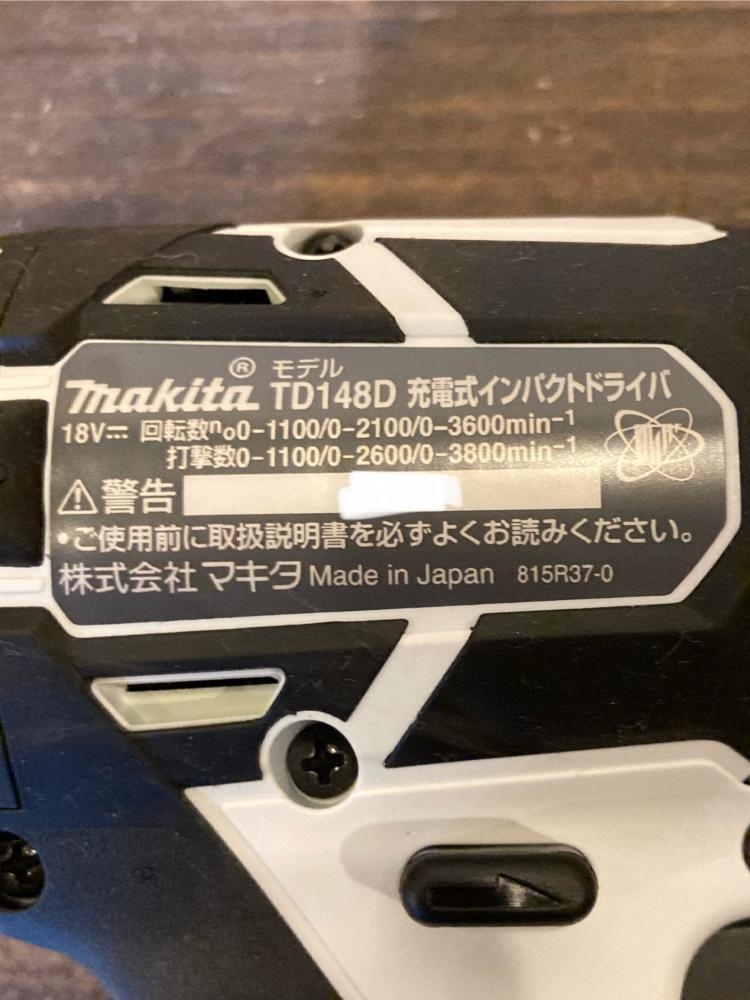 makita® モデル TD148D 充電式インパクトドライバ
18V⎓ 回転数n₀0-1100/0-2100/0-3600min⁻¹
打撃数0-1100/0-2600/0-3800min⁻¹
⚠警告
・ご使用前に取扱説明書を必ずよくお読みください。
株式会社マキタ Made in Japan 815R37-0